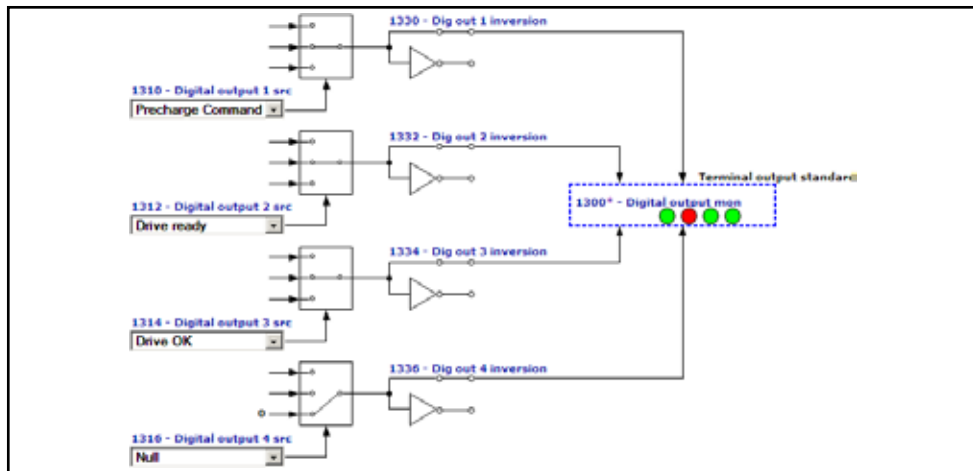 1330 - Dig out 1 inversion
1310 - Digital output 1 src
Precharge Command
1332 - Dig out 2 inversion
Terminal output standard
1300* - Digital output mon
1312 - Digital output 2 src
Drive ready
1334 - Dig out 3 inversion
1314 - Digital output 3 src
Drive OK
1336 - Dig out 4 inversion
1316 - Digital output 4 src
Null